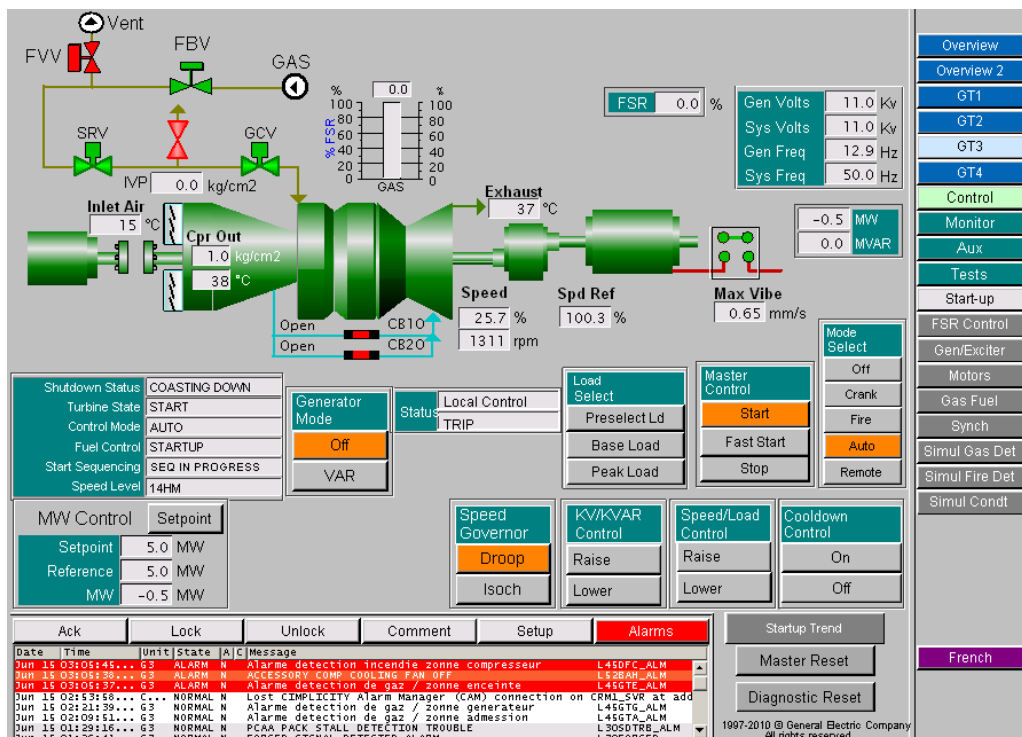 Vent
FVV
FBV
GAS
SRV
GCV
IVP 0.0 kg/cm2
% 0.0 %
100 100
80 80
60 60
40 40
20 20
0 0
% FSR
GAS
FSR 0.0 %
Gen Volts 11.0 Kv
Sys Volts 11.0 Kv
Gen Freq 12.9 Hz
Sys Freq 50.0 Hz
-0.5 MW
0.0 MVAR
Inlet Air
15 °C
Cpr Out
1.0 kg/cm2
38 °C
Exhaust
37 °C
Open CB1O
Open CB2O
Speed
25.7 %
1311 rpm
Spd Ref
100.3 %
Max Vibe
0.65 mm/s
Shutdown Status COASTING DOWN
Turbine State START
Control Mode AUTO
Fuel Control STARTUP
Start Sequencing SEQ IN PROGRESS
Speed Level 14HM
Generator
Mode
Off
VAR
Status Local Control
TRIP
Load
Select
Preselect Ld
Base Load
Peak Load
Master
Control
Start
Fast Start
Stop
Mode
Select
Off
Crank
Fire
Auto
Remote
MW Control Setpoint
Setpoint 5.0 MW
Reference 5.0 MW
MW -0.5 MW
Speed
Governor
Droop
Isoch
KV/KVAR
Control
Raise
Lower
Speed/Load
Control
Raise
Lower
Cooldown
Control
On
Off
Ack Lock Unlock Comment Setup Alarms
Date Time Unit State A C Message
Jun 15 03:05:45... G3 ALARM N Alarme detection incendie zonne compresseur L45DFC_ALM
Jun 15 03:05:38... G3 ALARM N ACCESSORY COMP COOLING FAN OFF L52BAH_ALM
Jun 15 03:05:37... G3 ALARM N Alarme detection de gaz / zonne enceinte L45GTE_ALM
Jun 15 02:53:58... C... NORMAL N Lost CIMPLICITY Alarm Manager (CAM) connection on CRM1_SVR at add
Jun 15 02:21:39... G3 NORMAL N Alarme detection de gaz / zonne generateur L45GTG_ALM
Jun 15 02:09:51... G3 NORMAL N Alarme detection de gaz / zonne admession L45GTA_ALM
Jun 15 01:29:16... G3 NORMAL N PCAA PACK STALL DETECTION TROUBLE L30SDTRB_ALM
Startup Trend
Master Reset
Diagnostic Reset
1997-2010 © General Electric Company
All rights reserved
Overview
Overview 2
GT1
GT2
GT3
GT4
Control
Monitor
Aux
Tests
Start-up
FSR Control
Gen/Exciter
Motors
Gas Fuel
Synch
Simul Gas Det
Simul Fire Det
Simul Condt
French